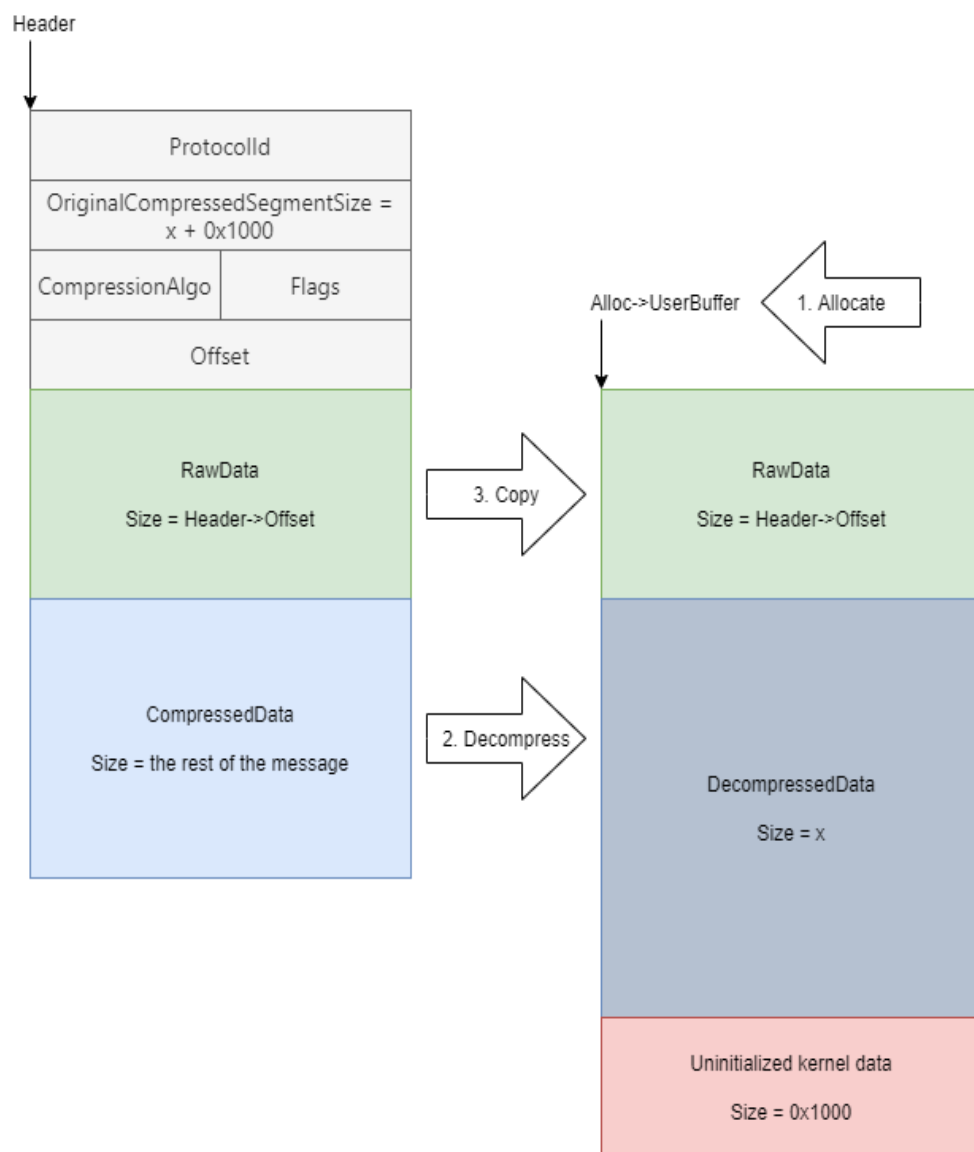 Header
ProtocolId
OriginalCompressedSegmentSize =
x + 0x1000
CompressionAlgo
Flags
Offset
Alloc->UserBuffer
1. Allocate
RawData
Size = Header->Offset
3. Copy
RawData
Size = Header->Offset
CompressedData
Size = the rest of the message
2. Decompress
DecompressedData
Size = x
Uninitialized kernel data
Size = 0x1000